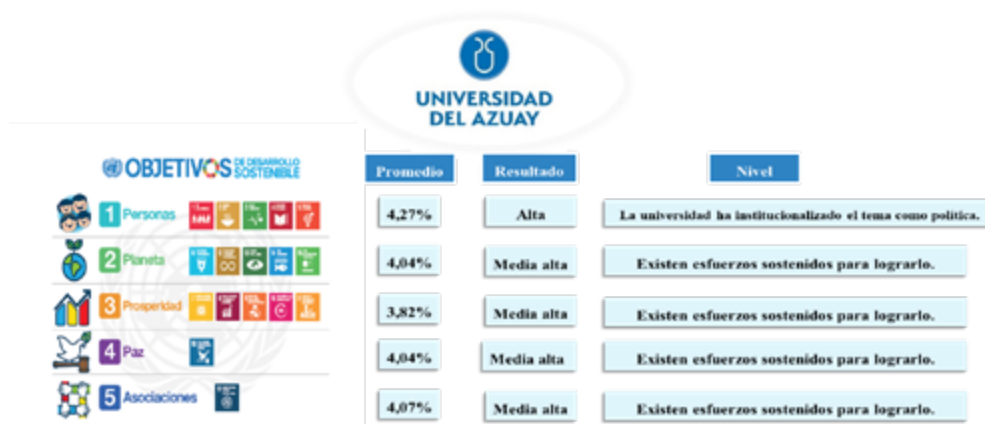 UNIVERSIDAD
DEL AZUAY
OBJETIVOS DE DESARROLLO
SOSTENIBLE
Promedio Resultado Nivel
1 Personas 4,27% Alta La universidad ha institucionalizado el tema como política.
2 Planeta 4,04% Media alta Existen esfuerzos sostenidos para lograrlo.
3 Prosperidad 3,82% Media alta Existen esfuerzos sostenidos para lograrlo.
4 Paz 4,04% Media alta Existen esfuerzos sostenidos para lograrlo.
5 Asociaciones 4,07% Media alta Existen esfuerzos sostenidos para lograrlo.